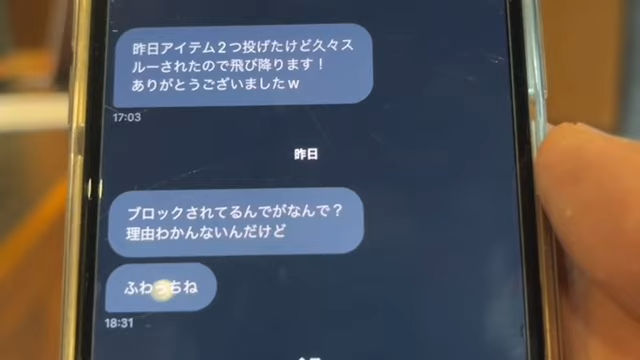 昨日アイテム2つ投げたけど久々ス
ルーされたので飛び降ります！
ありがとうございましたw
17:03
昨日
ブロックされてるんでがなんで？
理由わかんないんだけど
ふわっちね
18:31